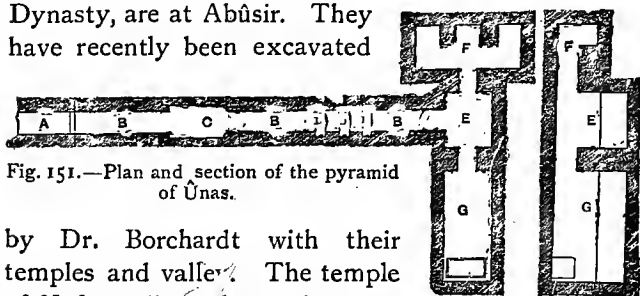 Dynasty, are at Abûsir. They
have recently been excavated
F
F
A B C B B E E
Fig. 151.—Plan and section of the pyramid
of Ûnas.
G
G
by Dr. Borchardt with their
temples and The temple